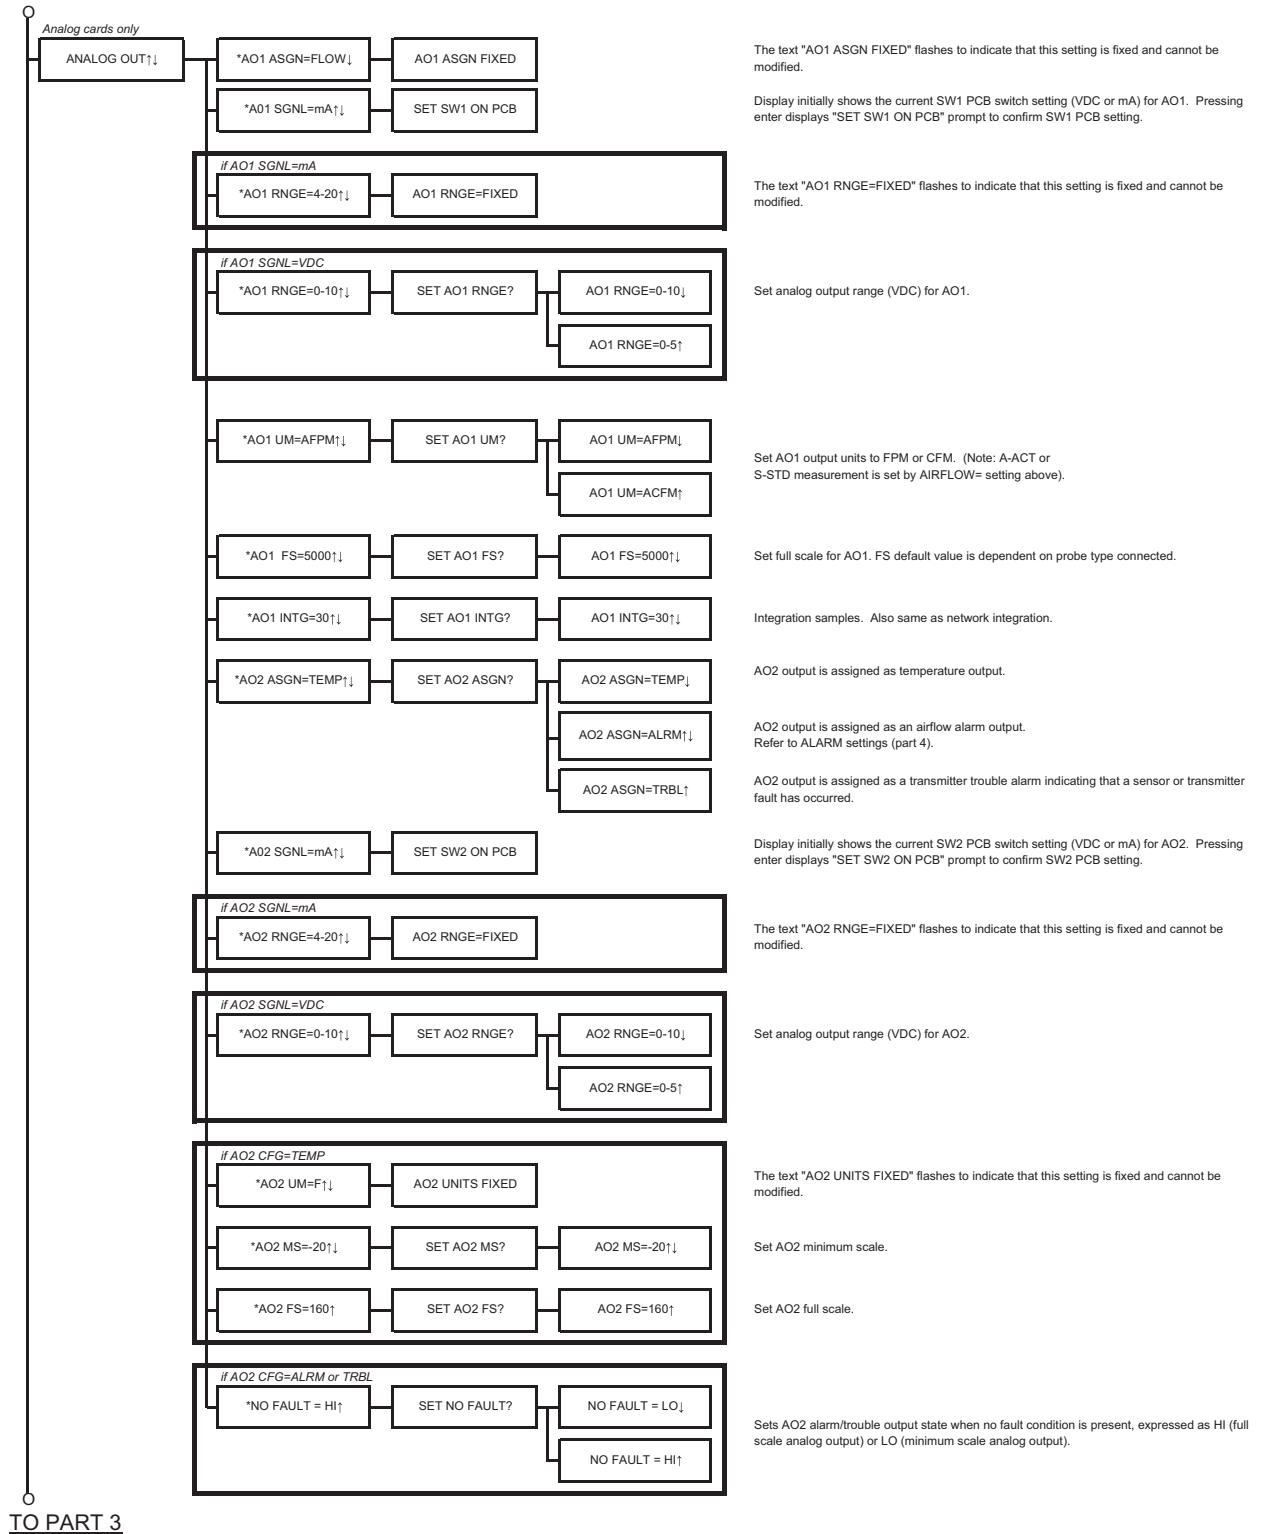 O
Analog cards only
ANALOG OUT↑↓
*AO1 ASGN=FLOW↓
AO1 ASGN FIXED
The text "AO1 ASGN FIXED" flashes to indicate that this setting is fixed and cannot be
modified.
*A01 SGNL=mA↑↓
SET SW1 ON PCB
Display initially shows the current SW1 PCB switch setting (VDC or mA) for AO1.  Pressing
enter displays "SET SW1 ON PCB" prompt to confirm SW1 PCB setting.
if AO1 SGNL=mA
*AO1 RNGE=4-20↑↓
AO1 RNGE=FIXED
The text "AO1 RNGE=FIXED" flashes to indicate that this setting is fixed and cannot be
modified.
if AO1 SGNL=VDC
*AO1 RNGE=0-10↑↓
SET AO1 RNGE?
AO1 RNGE=0-10↓
Set analog output range (VDC) for AO1.
AO1 RNGE=0-5↑
*AO1 UM=AFPM↑↓
SET AO1 UM?
AO1 UM=AFPM↓
Set AO1 output units to FPM or CFM.  (Note: A-ACT or
S-STD measurement is set by AIRFLOW= setting above).
AO1 UM=ACFM↑
*AO1  FS=5000↑↓
SET AO1 FS?
AO1 FS=5000↑↓
Set full scale for AO1. FS default value is dependent on probe type connected.
*AO1 INTG=30↑↓
SET AO1 INTG?
AO1 INTG=30↑↓
Integration samples.  Also same as network integration.
*AO2 ASGN=TEMP↑↓
SET AO2 ASGN?
AO2 ASGN=TEMP↓
AO2 output is assigned as temperature output.
AO2 ASGN=ALRM↑↓
AO2 output is assigned as an airflow alarm output.
Refer to ALARM settings (part 4).
AO2 ASGN=TRBL↑
AO2 output is assigned as a transmitter trouble alarm indicating that a sensor or transmitter
fault has occurred.
*A02 SGNL=mA↑↓
SET SW2 ON PCB
Display initially shows the current SW2 PCB switch setting (VDC or mA) for AO2.  Pressing
enter displays "SET SW2 ON PCB" prompt to confirm SW2 PCB setting.
if AO2 SGNL=mA
*AO2 RNGE=4-20↑↓
AO2 RNGE=FIXED
The text "AO2 RNGE=FIXED" flashes to indicate that this setting is fixed and cannot be
modified.
if AO2 SGNL=VDC
*AO2 RNGE=0-10↑↓
SET AO2 RNGE?
AO2 RNGE=0-10↓
Set analog output range (VDC) for AO2.
AO2 RNGE=0-5↑
if AO2 CFG=TEMP
*AO2 UM=F↑↓
AO2 UNITS FIXED
The text "AO2 UNITS FIXED" flashes to indicate that this setting is fixed and cannot be
modified.
*AO2 MS=-20↑↓
SET AO2 MS?
AO2 MS=-20↑↓
Set AO2 minimum scale.
*AO2 FS=160↑
SET AO2 FS?
AO2 FS=160↑
Set AO2 full scale.
if AO2 CFG=ALRM or TRBL
*NO FAULT = HI↑
SET NO FAULT?
NO FAULT = LO↓
Sets AO2 alarm/trouble output state when no fault condition is present, expressed as HI (full
scale analog output) or LO (minimum scale analog output).
NO FAULT = HI↑
O
TO PART 3